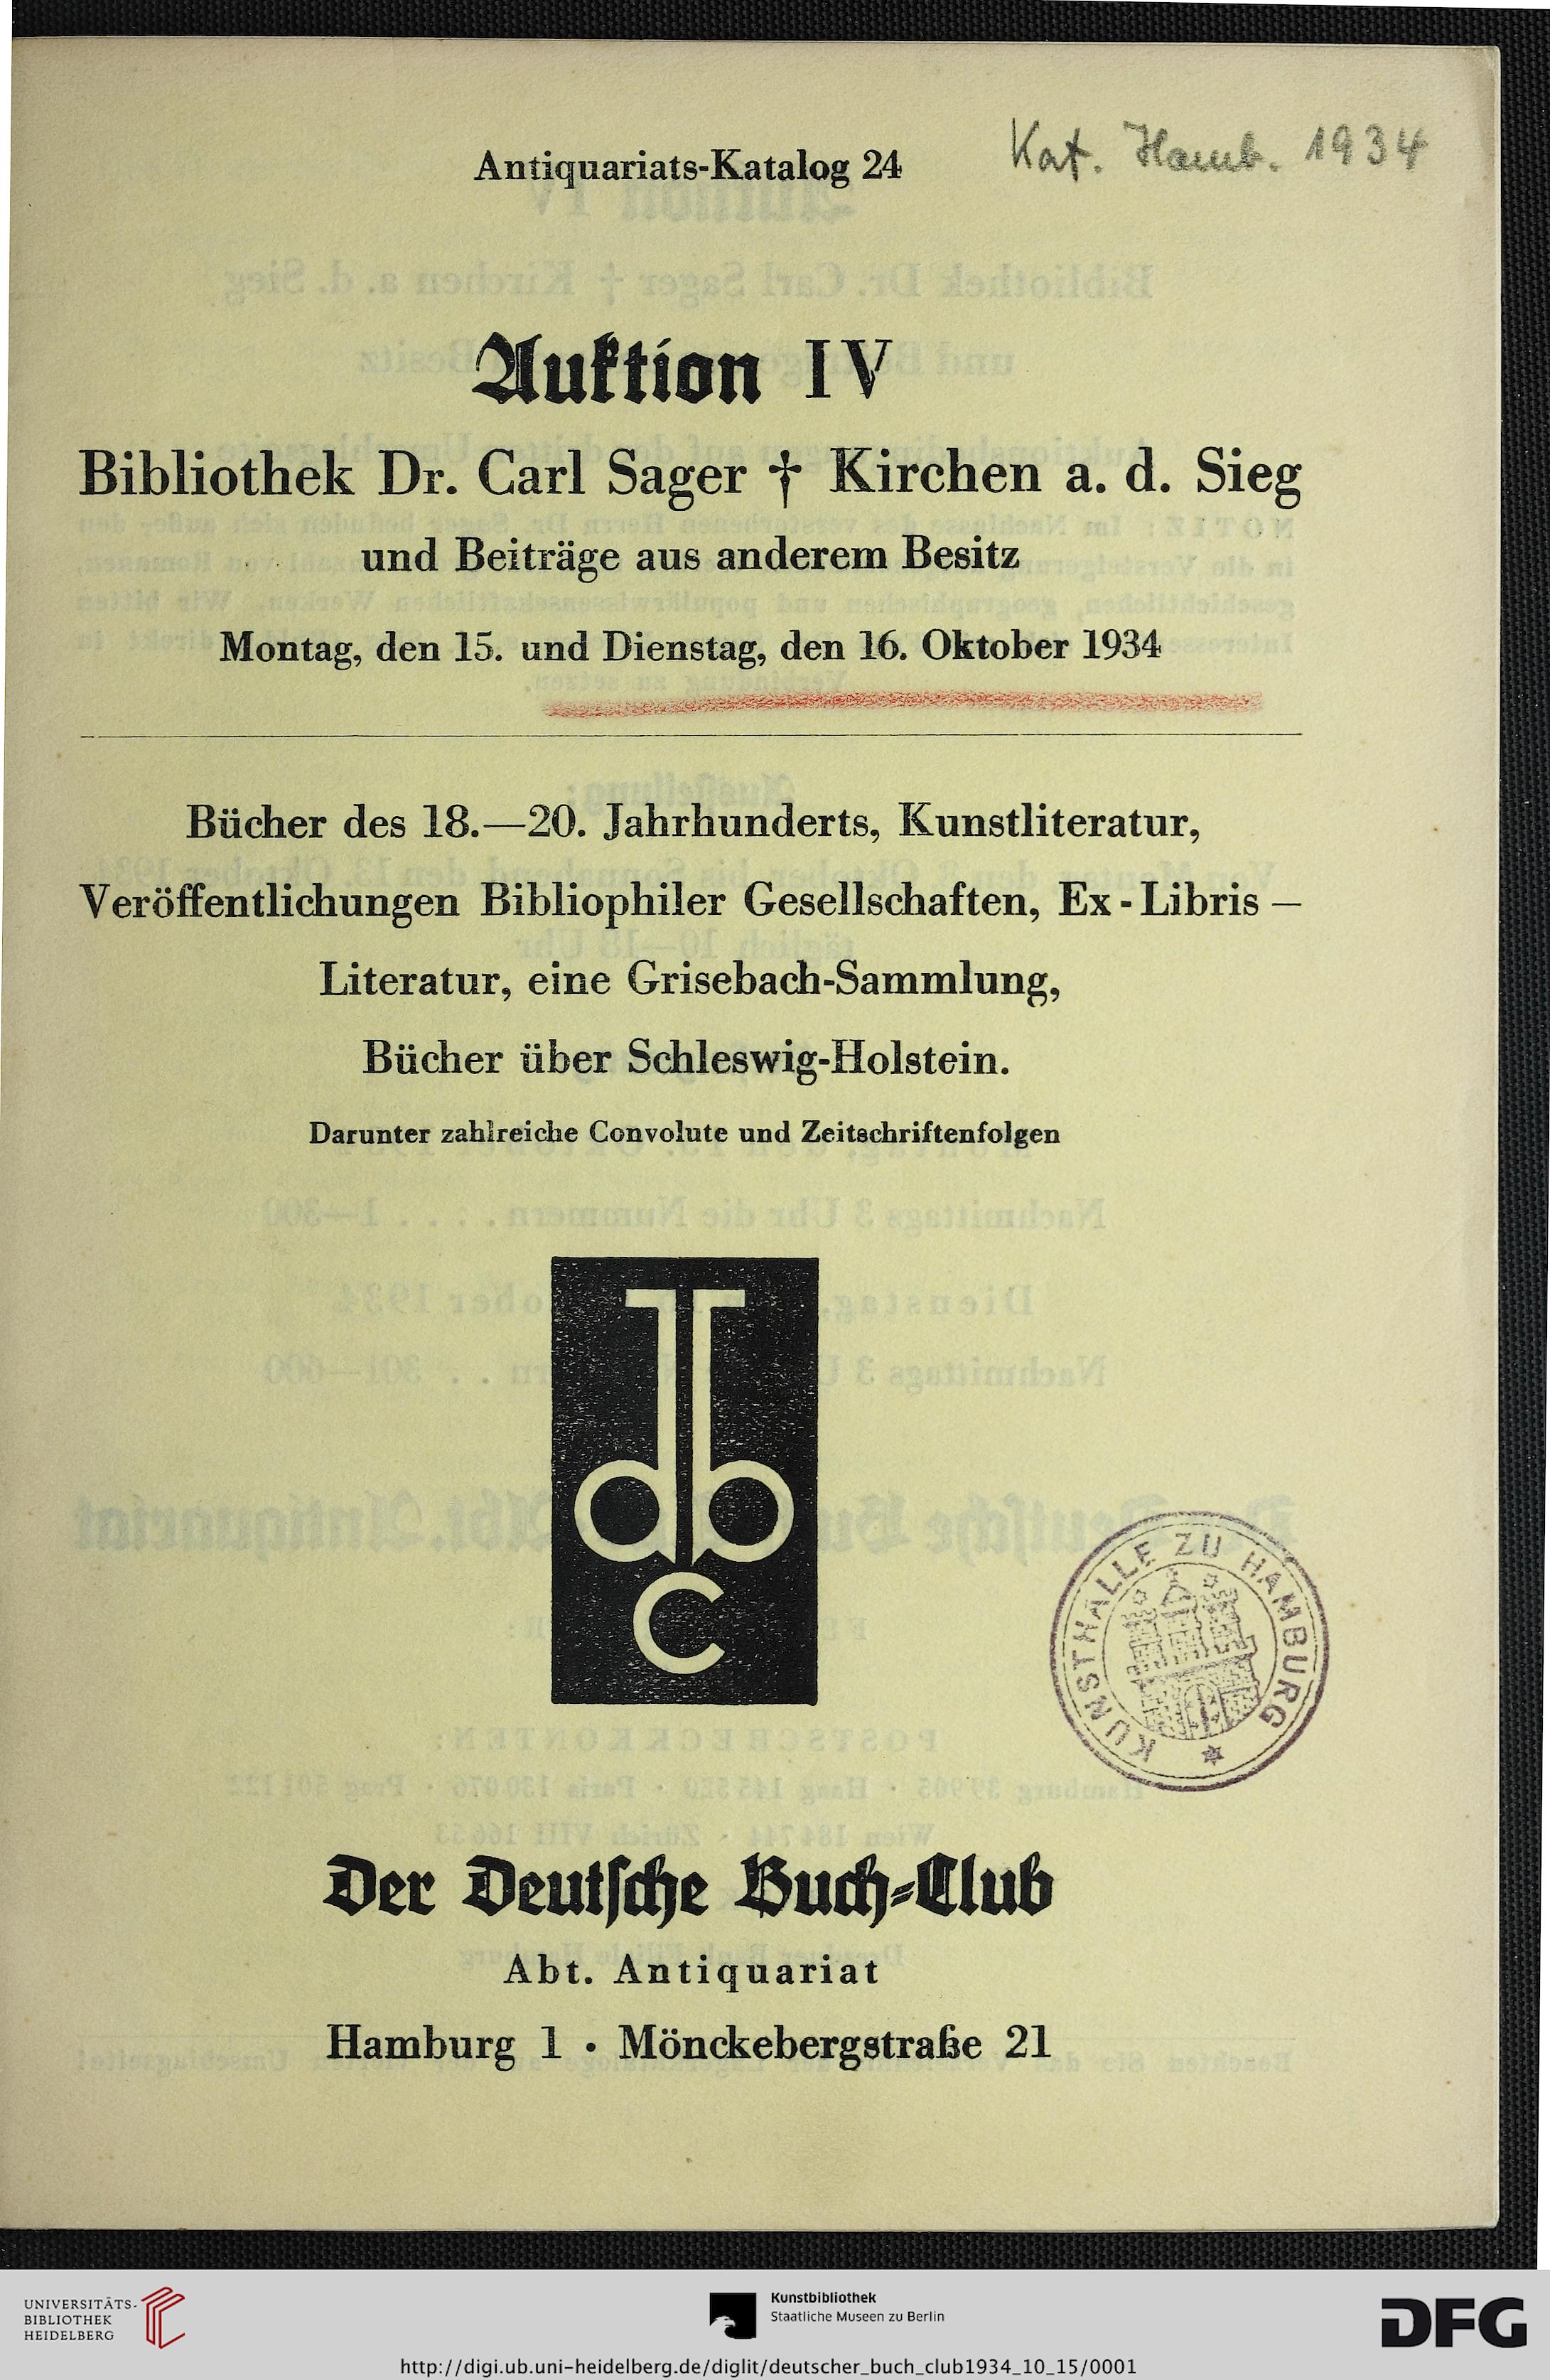 Antiquariats-Katalog 24
Kat. Hamb. 1934
Auktion IV
Bibliothek Dr. Carl Sager † Kirchen a. d. Sieg
und Beiträge aus anderem Besitz
Montag, den 15. und Dienstag, den 16. Oktober 1934
Bücher des 18.—20. Jahrhunderts, Kunstliteratur,
Veröffentlichungen Bibliophiler Gesellschaften, Ex-Libris —
Literatur, eine Grisebach-Sammlung,
Bücher über Schleswig-Holstein.
Darunter zahlreiche Convolute und Zeitschriftenfolgen
dbc
KUNSTHALLE ZU HAMBURG
Der Deutsche Buch-Club
Abt. Antiquariat
Hamburg 1 · Mönckebergstraße 21
UNIVERSITÄTS-
BIBLIOTHEK
HEIDELBERG
Kunstbibliothek
Staatliche Museen zu Berlin
DFG
http://digi.ub.uni-heidelberg.de/diglit/deutscher_buch_club1934_10_15/0001